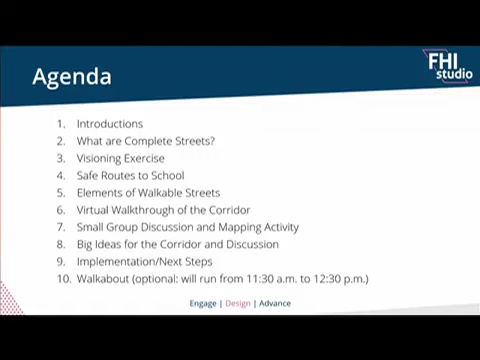 FHI
studio
Agenda
1. Introductions
2. What are Complete Streets?
3. Visioning Exercise
4. Safe Routes to School
5. Elements of Walkable Streets
6. Virtual Walkthrough of the Corridor
7. Small Group Discussion and Mapping Activity
8. Big Ideas for the Corridor and Discussion
9. Implementation/Next Steps
10. Walkabout (optional: will run from 11:30 a.m. to 12:30 p.m.)
Engage | Design | Advance